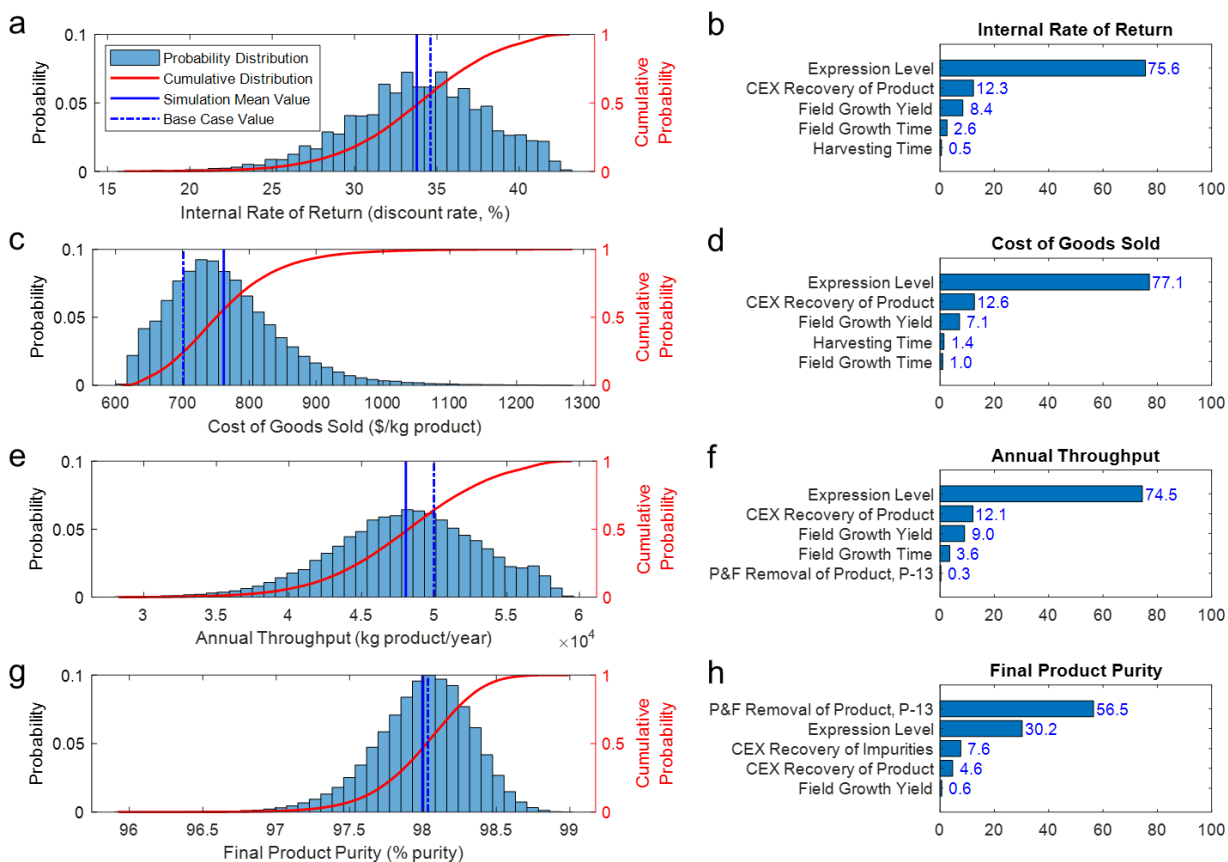 a
0.1
0.05
0
Probability
Probability Distribution
Cumulative Distribution
Simulation Mean Value
Base Case Value
1
0.5
0
Cumulative
Probability
15 20 25 30 35 40
Internal Rate of Return (discount rate, %)
b
Internal Rate of Return
Expression Level 75.6
CEX Recovery of Product 12.3
Field Growth Yield 8.4
Field Growth Time 2.6
Harvesting Time 0.5
0 20 40 60 80 100
c
0.1
0.05
0
Probability
1
0.5
0
Cumulative
Probability
600 700 800 900 1000 1100 1200 1300
Cost of Goods Sold ($/kg product)
d
Cost of Goods Sold
Expression Level 77.1
CEX Recovery of Product 12.6
Field Growth Yield 7.1
Harvesting Time 1.4
Field Growth Time 1.0
0 20 40 60 80 100
e
0.1
0.05
0
Probability
1
0.5
0
Cumulative
Probability
3 3.5 4 4.5 5 5.5 6
×10⁴
Annual Throughput (kg product/year)
f
Annual Throughput
Expression Level 74.5
CEX Recovery of Product 12.1
Field Growth Yield 9.0
Field Growth Time 3.6
P&F Removal of Product, P-13 0.3
0 20 40 60 80 100
g
0.1
0.05
0
Probability
1
0.5
0
Cumulative
Probability
96 96.5 97 97.5 98 98.5 99
Final Product Purity (% purity)
h
Final Product Purity
P&F Removal of Product, P-13 56.5
Expression Level 30.2
CEX Recovery of Impurities 7.6
CEX Recovery of Product 4.6
Field Growth Yield 0.6
0 20 40 60 80 100